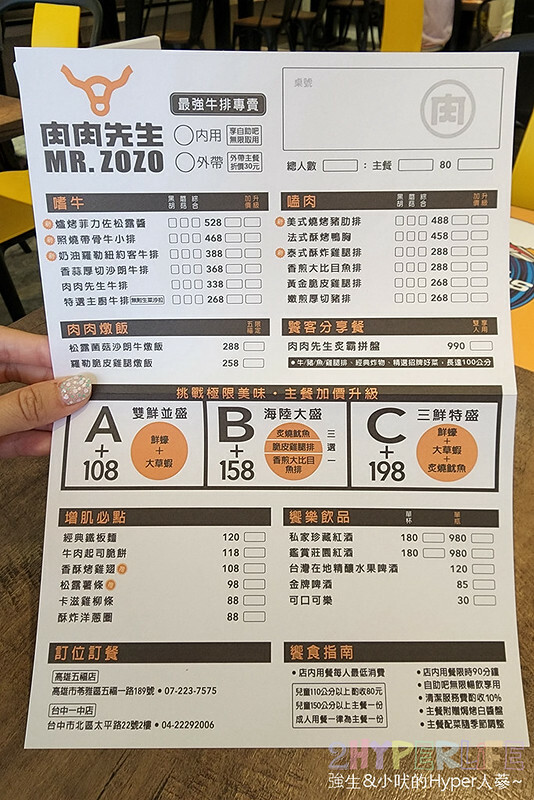 肉肉先生
MR. ZOZO
最強牛排專賣
內用 享自助吧無限取用
外帶 外帶主餐折價30元
桌號
肉
總人數 : 主餐 80
嗜牛 黑胡 蘑菇 綜合 加價 升級
爐烤菲力佐松露醬 528
照燒帶骨牛小排 468
奶油羅勒紐約客牛排 388
香蒜厚切沙朗牛排 368
肉肉先生牛排 338
特選主廚牛排 無附生菜沙拉 268
嗑肉 黑胡 蘑菇 綜合 加價 升級
美式燒烤豬肋排 488
法式酥烤鴨胸 458
泰式酥炸雞腿排 288
香煎大比目魚排 288
黃金脆皮雞腿排 268
嫩煎厚切豬排 268
肉肉燉飯 五福限定
松露菌菇沙朗牛燉飯 288
羅勒脆皮雞腿燉飯 258
饕客分享餐 雙人享用
肉肉先生炙霸拼盤 990
•牛/豬/魚/雞腿排、經典炸物、精選招牌好菜,長達100公分
挑戰極限美味・主餐加價升級
A+108
雙鮮並盛
鮮蠔
+
大草蝦
B+158
海陸大盛
炙燒魷魚
脆皮雞腿排
香煎大比目魚排
三選一
C+198
三鮮特盛
鮮蠔
+
大草蝦
+
炙燒魷魚
增肌必點
經典鐵板麵 120
牛肉起司脆餅 118
香酥烤雞翅 108
松露薯條 98
卡滋雞柳條 88
酥炸洋蔥圈 88
饗樂飲品 單杯 單瓶
私家珍藏紅酒 180 980
鑑賞莊園紅酒 180 980
台灣在地精釀水果啤酒 120
金牌啤酒 85
可口可樂 30
訂位訂餐
高雄五福店
高雄市苓雅區五福一路189號 • 07-223-7575
台中一中店
台中市北區太平路22號2樓 • 04-22292006
饗食指南
•店內用餐每人最低消費
兒童110公分以上 酌收80元
兒童150公分以上 主餐一份
成人用餐一律為主餐一份
•店內用餐限時90分鐘
•自助吧無限暢飲享用
•清潔服務費酌收10%
•主餐附贈焗烤白醬盤
•主餐配菜隨季節調整
2HYPERLIFE
強生&小吠的Hyper人蔘~